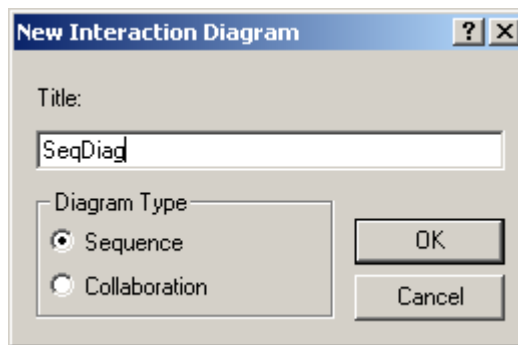 New Interaction Diagram
Title:
SeqDiag
Diagram Type
Sequence
Collaboration
OK
Cancel